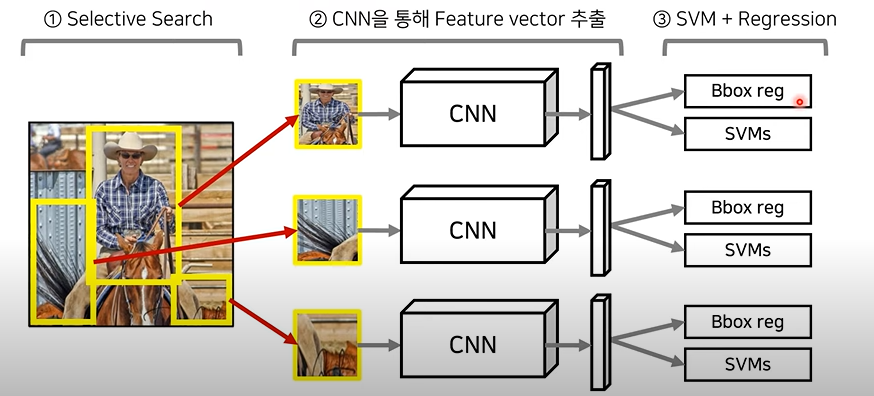 ① Selective Search
② CNN을 통해 Feature vector 추출
③ SVM + Regression
CNN
Bbox reg
SVMs
CNN
Bbox reg
SVMs
CNN
Bbox reg
SVMs